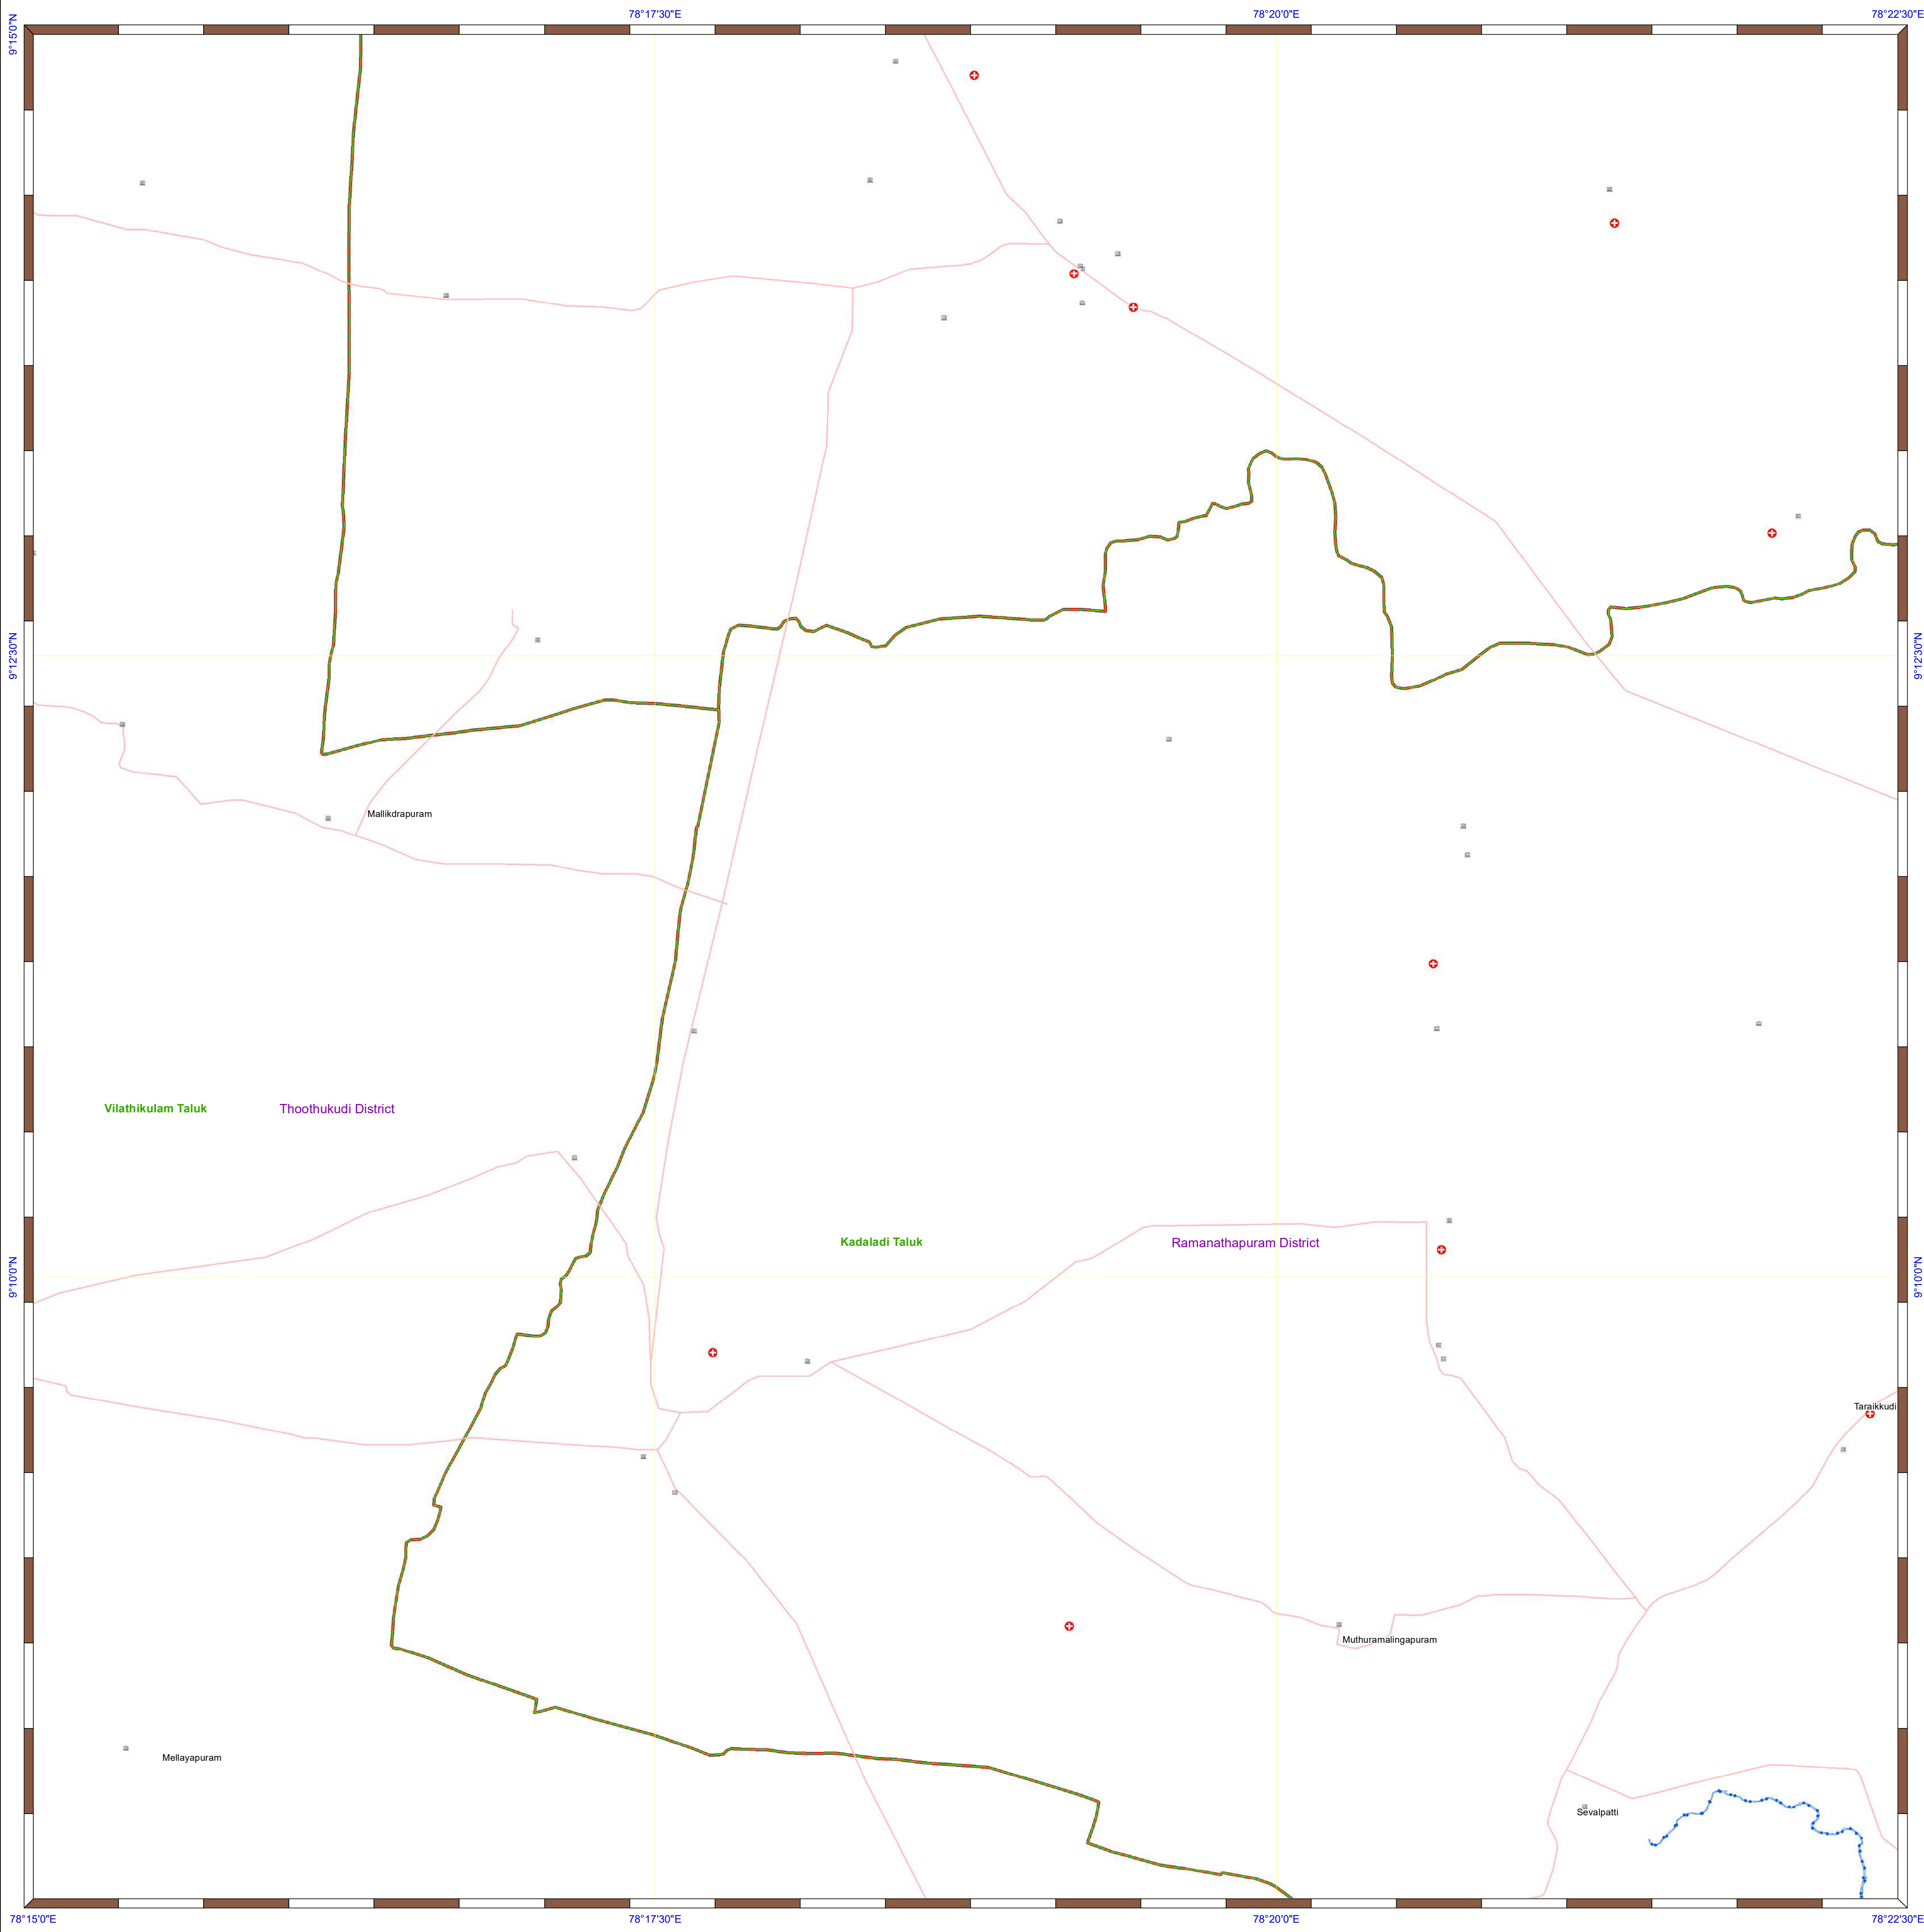 78°17'30"E
78°20'0"E
78°22'30"E
9°15'0"N
9°12'30"N
9°12'30"N
Mallikdrapuram
Vilathikulam Taluk
Thoothukudi District
Kadaladi Taluk
Ramanathapuram District
9°10'0"N
9°10'0"N
Taraikkudi
Muthuramalingapuram
Mellayapuram
Sevalpatti
78°15'0"E
78°17'30"E
78°20'0"E
78°22'30"E